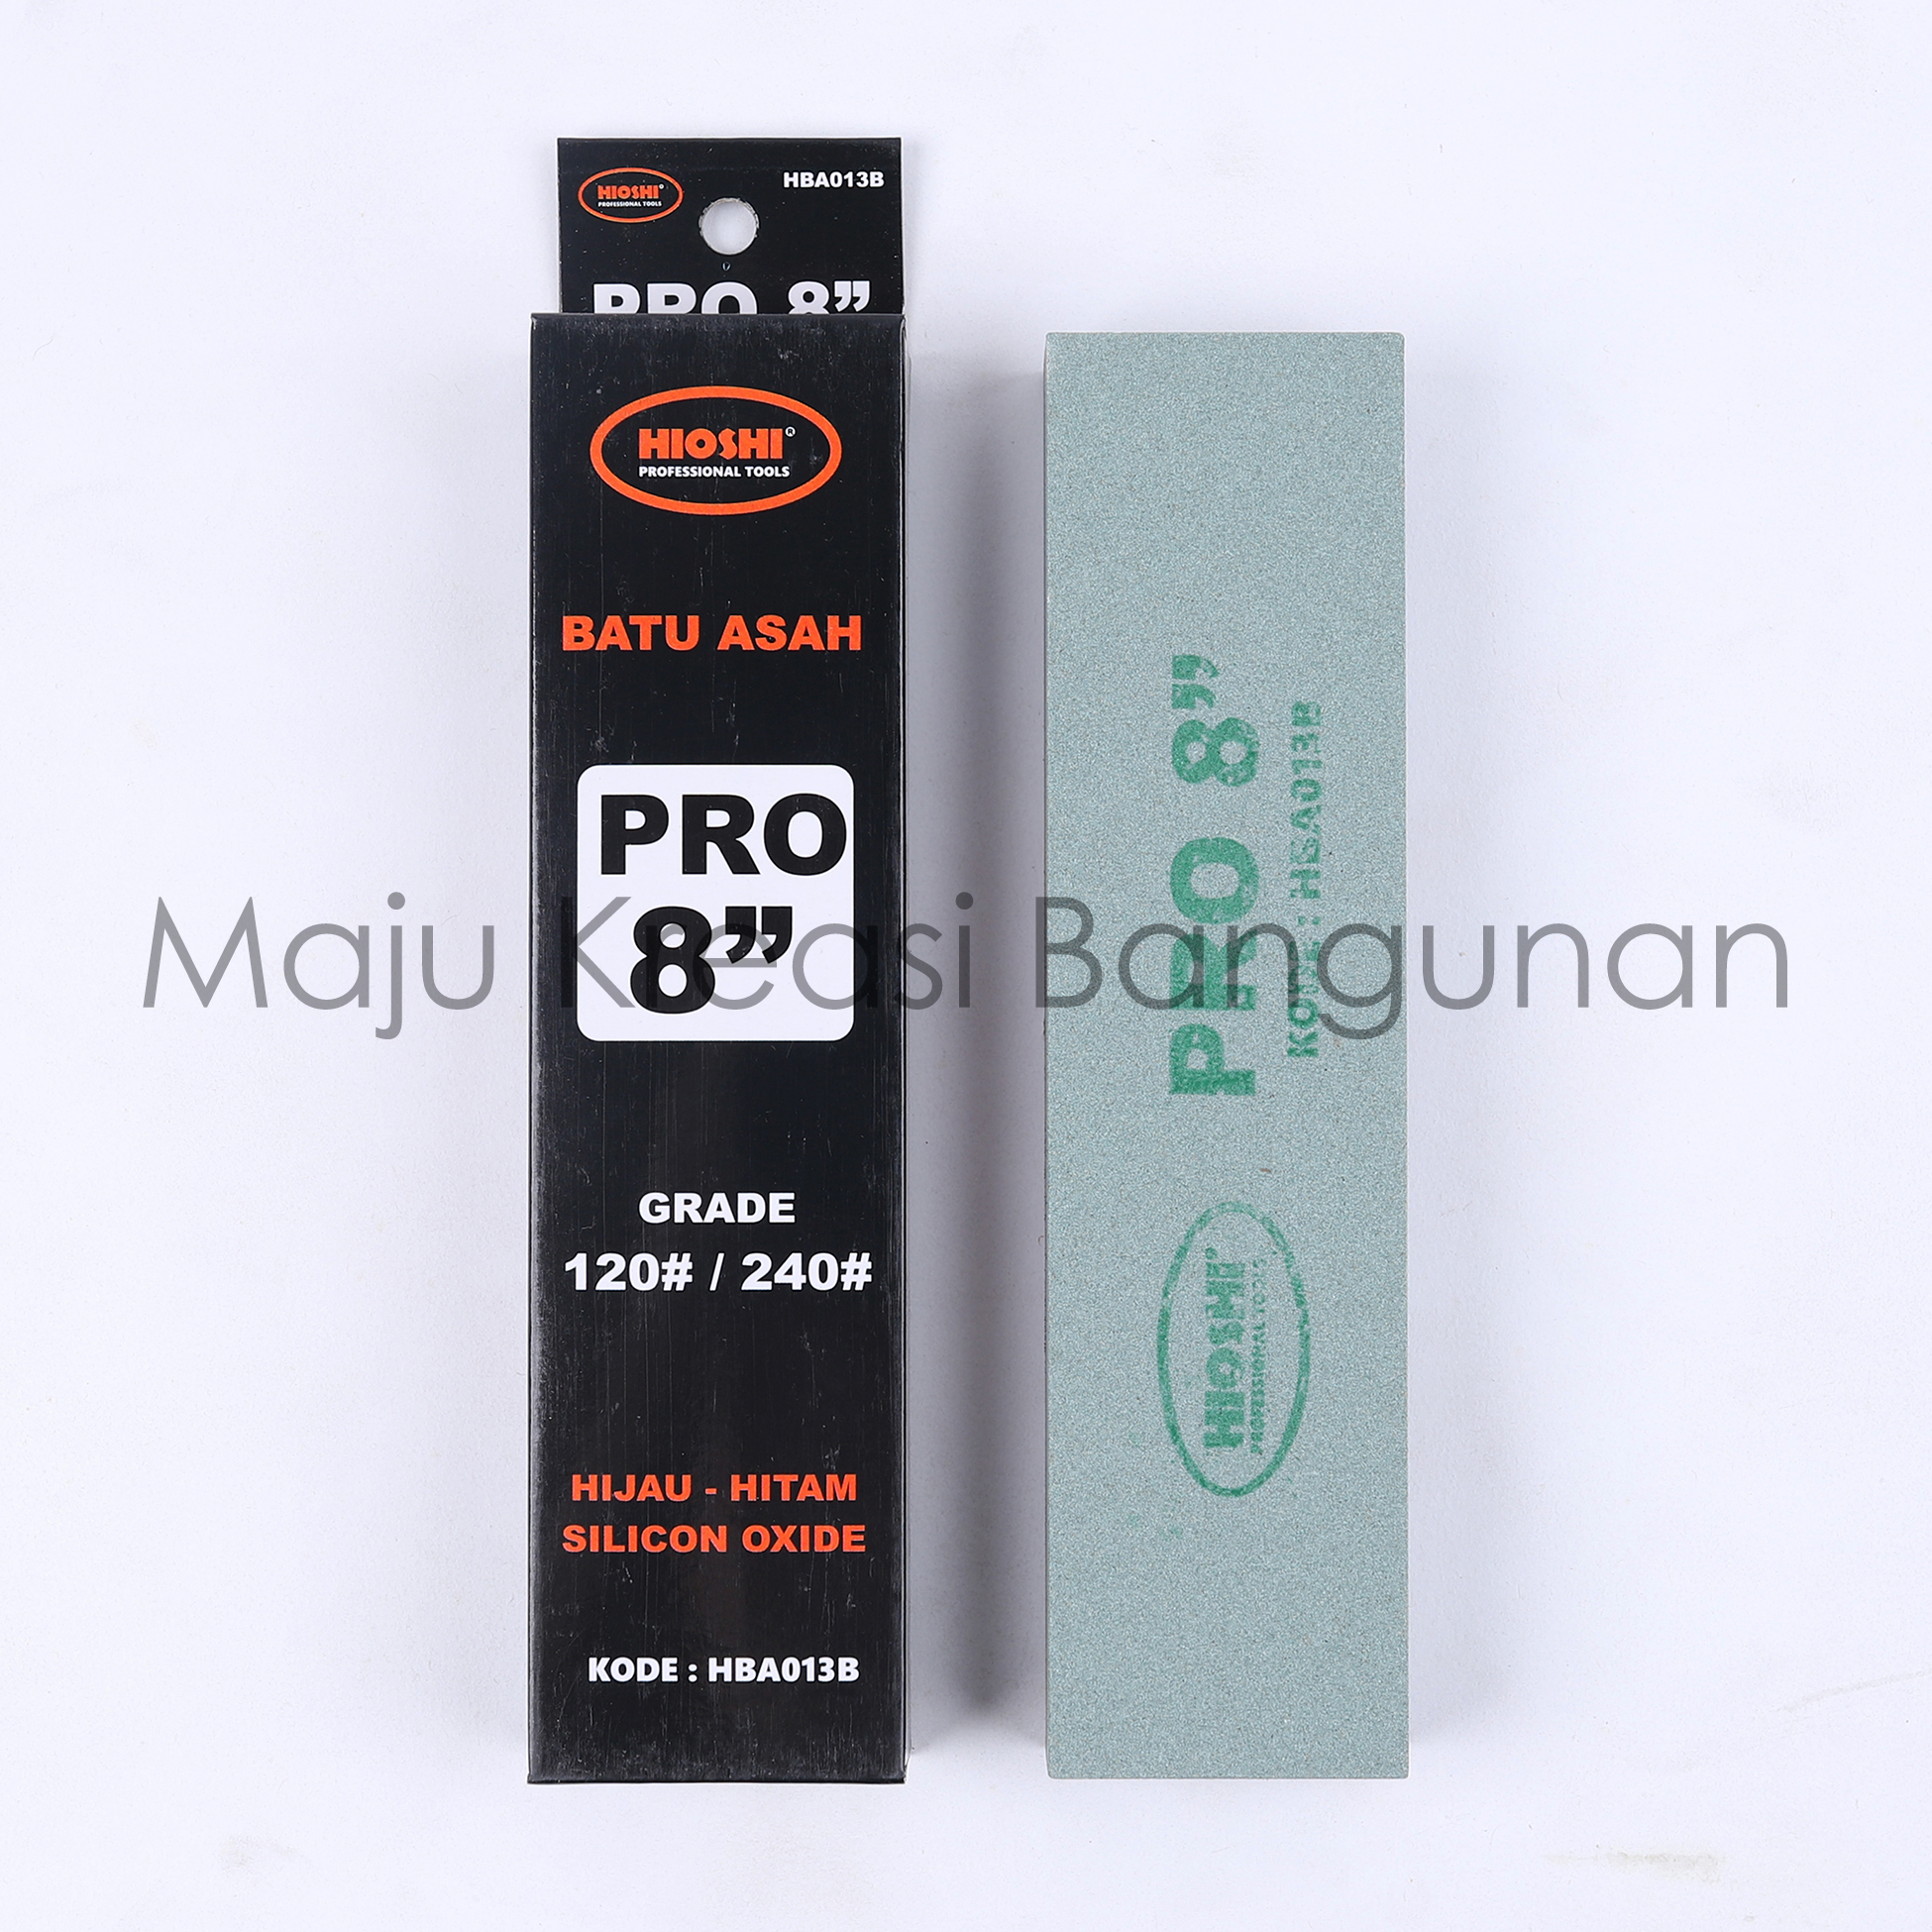 HIOSHI®
PROFESSIONAL TOOLS
HBA013B
PRO 8”
HIOSHI®
PROFESSIONAL TOOLS
BATU ASAH
PRO
8”
GRADE
120# / 240#
HIJAU - HITAM
SILICON OXIDE
KODE : HBA013B
PRO 8”
KODE : HBA013B
HIOSHI
PROFESSIONAL TOOLS
Maju Kreasi Bangunan